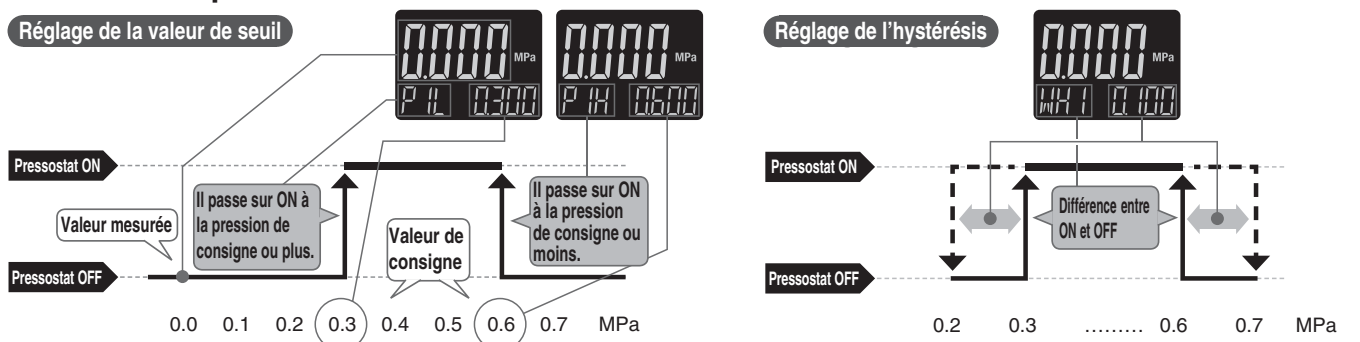 Réglage de la valeur de seuil
0.000
MPa
P 1L 0.300
0.000
MPa
P 1H 0.600
Pressostat ON
Il passe sur ON à
la pression de
consigne ou plus.
Il passe sur ON
à la pression
de consigne ou
moins.
Valeur mesurée
Valeur de
consigne
Pressostat OFF
0.0 0.1 0.2 0.3 0.4 0.5 0.6 0.7 MPa
Réglage de l'hystérésis
0.000
MPa
WH1 0.100
Pressostat ON
Différence entre
ON et OFF
Pressostat OFF
0.2 0.3 ......... 0.6 0.7 MPa